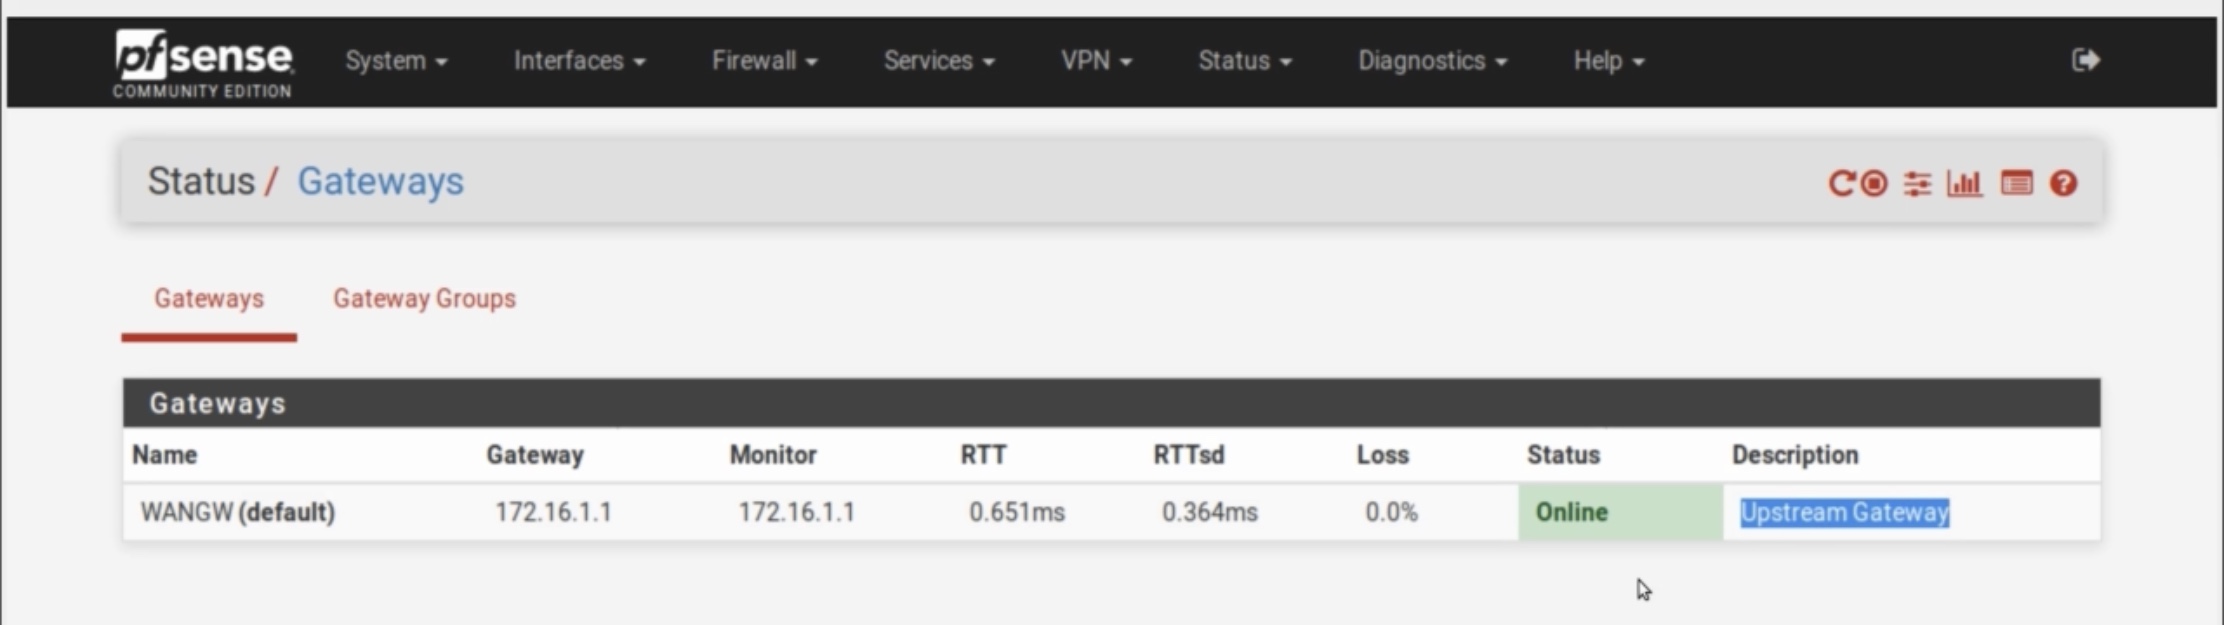 pfsense System Interfaces Firewall Services VPN Status Diagnostics Help
COMMUNITY EDITION
Status / Gateways
Gateways Gateway Groups
Gateways
Name Gateway Monitor RTT RTTsd Loss Status Description
WANGW (default) 172.16.1.1 172.16.1.1 0.651ms 0.364ms 0.0% Online Upstream Gateway